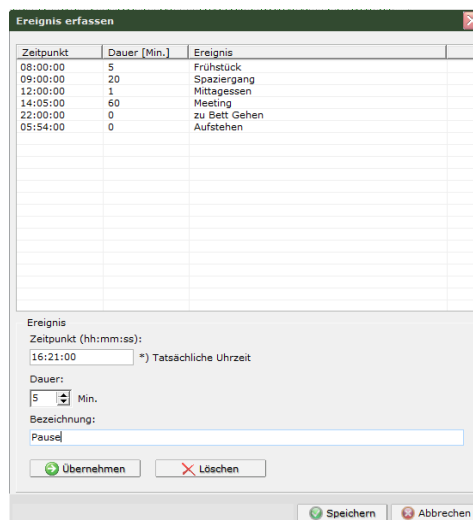 Ereignis erfassen
Zeitpunkt Dauer [Min.] Ereignis
08:00:00 5 Frühstück
09:00:00 20 Spaziergang
12:00:00 1 Mittagessen
14:05:00 60 Meeting
22:00:00 0 zu Bett Gehen
05:54:00 0 Aufstehen
Ereignis
Zeitpunkt (hh:mm:ss):
16:21:00 *) Tatsächliche Uhrzeit
Dauer:
5 Min.
Bezeichnung:
Pause
Übernehmen Löschen
Speichern Abbrechen